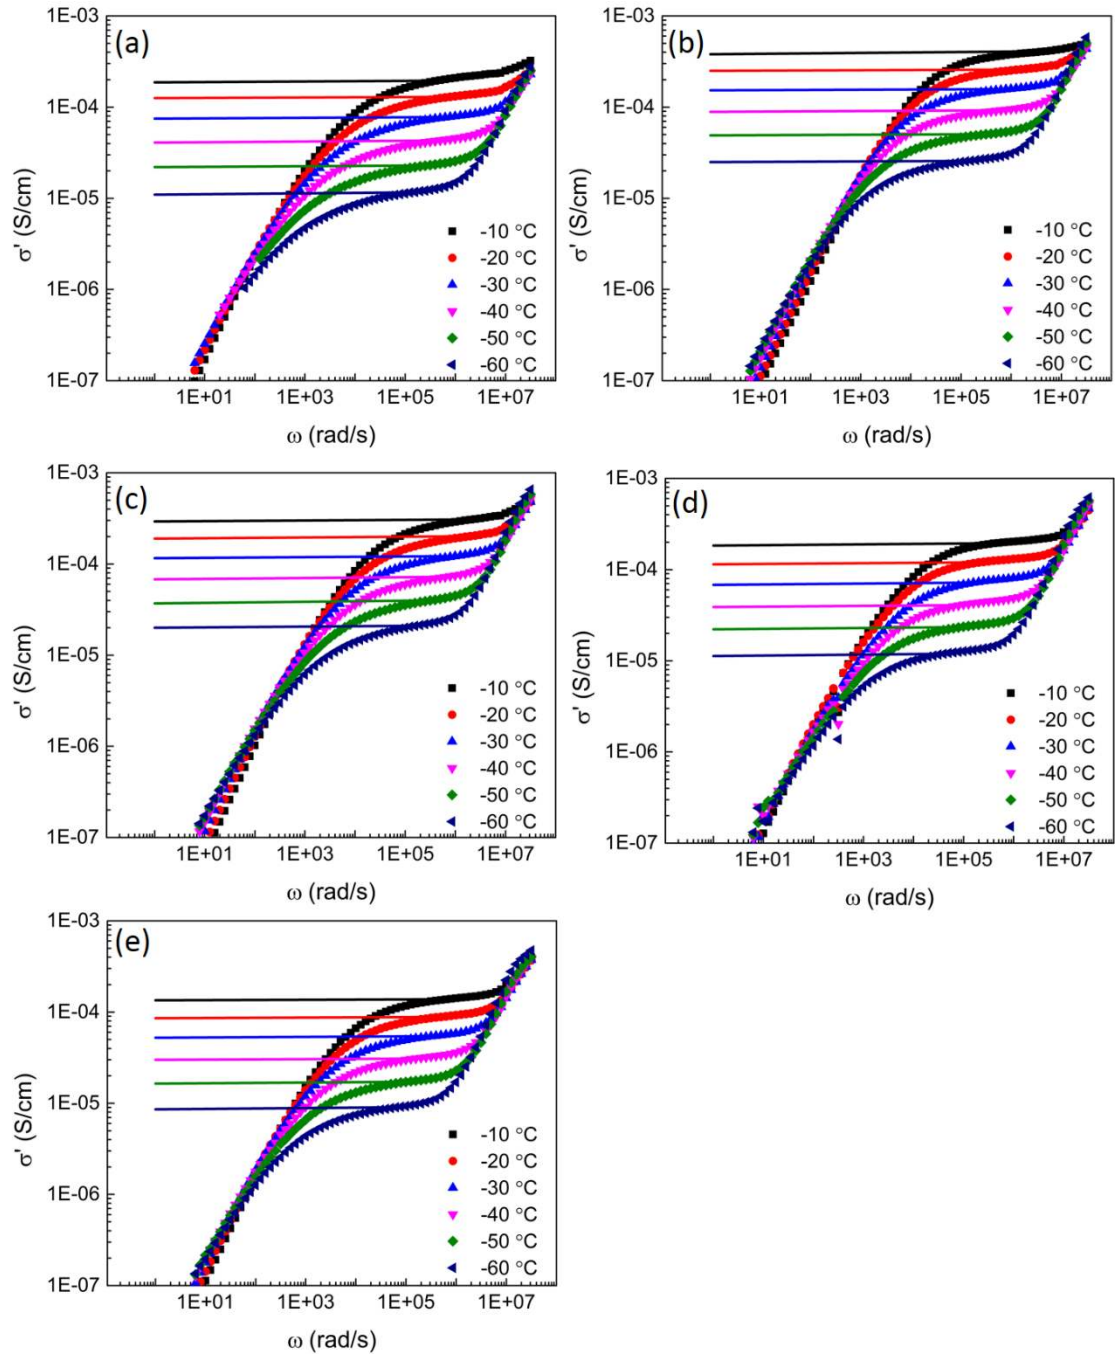 (a)
1E-03
1E-04
1E-05
1E-06
1E-07
σ' (S/cm)
-10 °C
-20 °C
-30 °C
-40 °C
-50 °C
-60 °C
1E+01 1E+03 1E+05 1E+07
ω (rad/s)
(b)
1E-03
1E-04
1E-05
1E-06
1E-07
σ' (S/cm)
-10 °C
-20 °C
-30 °C
-40 °C
-50 °C
-60 °C
1E+01 1E+03 1E+05 1E+07
ω (rad/s)
(c)
1E-03
1E-04
1E-05
1E-06
1E-07
σ' (S/cm)
-10 °C
-20 °C
-30 °C
-40 °C
-50 °C
-60 °C
1E+01 1E+03 1E+05 1E+07
ω (rad/s)
(d)
1E-03
1E-04
1E-05
1E-06
1E-07
σ' (S/cm)
-10 °C
-20 °C
-30 °C
-40 °C
-50 °C
-60 °C
1E+01 1E+03 1E+05 1E+07
ω (rad/s)
(e)
1E-03
1E-04
1E-05
1E-06
1E-07
σ' (S/cm)
-10 °C
-20 °C
-30 °C
-40 °C
-50 °C
-60 °C
1E+01 1E+03 1E+05 1E+07
ω (rad/s)